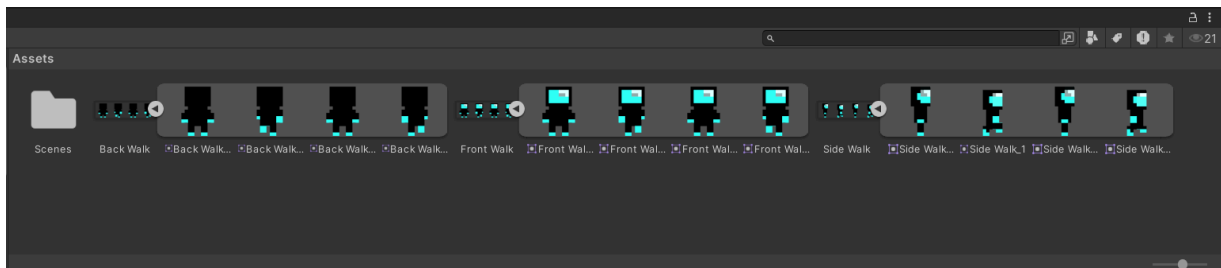 21
Assets
Scenes Back Walk Back Walk... Back Walk... Back Walk... Back Walk... Front Walk Front Wal... Front Wal... Front Wal... Front Wal... Side Walk Side Walk... Side Walk_1 Side Walk... Side Walk...